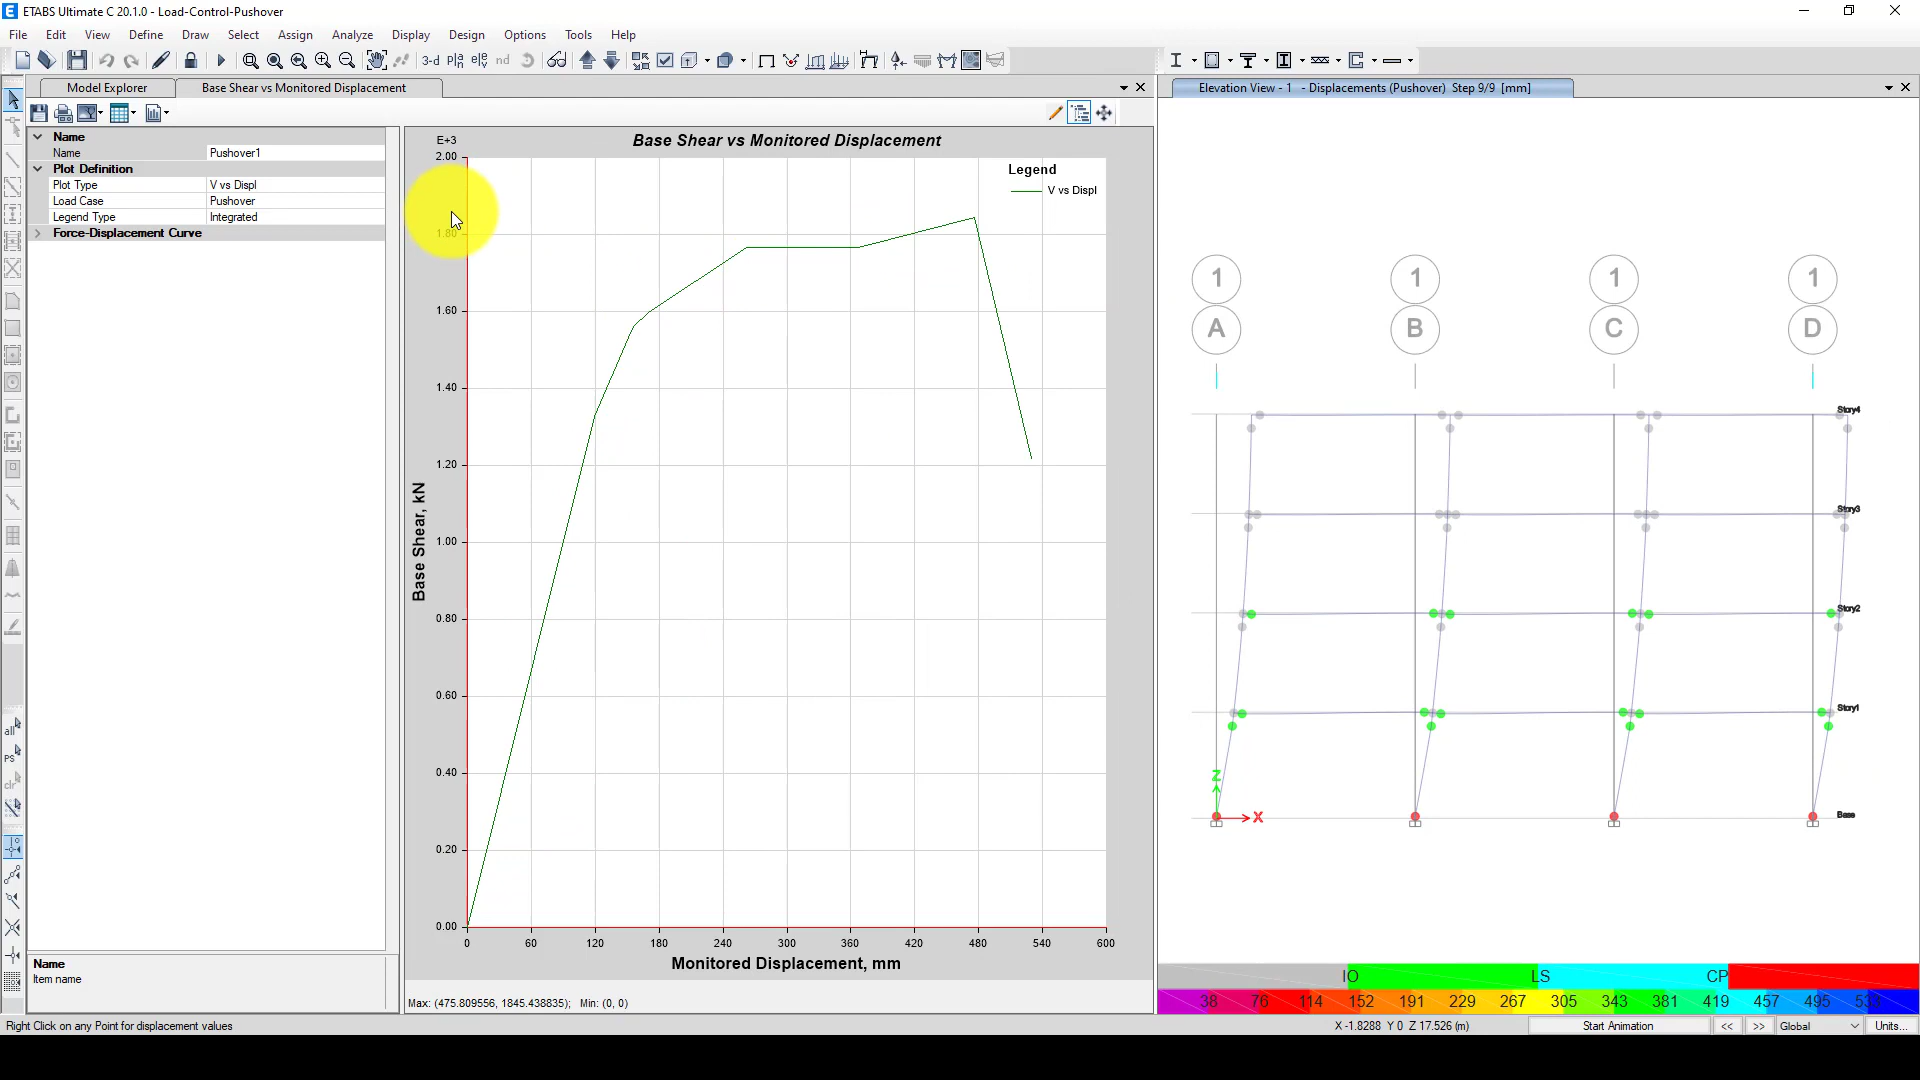 ETABS Ultimate C 20.1.0 - Load-Control-Pushover
File Edit View Define Draw Select Assign Analyze Display Design Options Tools Help
3-d
nd
Model Explorer
Base Shear vs Monitored Displacement
Elevation View - 1 - Displacements (Pushover) Step 9/9 [mm]
Name
Name Pushover1
Plot Definition
Plot Type V vs Displ
Load Case Pushover
Legend Type Integrated
Force-Displacement Curve
all
PS
clr
Name
Item name
Base Shear vs Monitored Displacement
E+3
2.00
1.80
1.60
1.40
1.20
1.00
0.80
0.60
0.40
0.20
0.00
Base Shear, kN
0 60 120 180 240 300 360 420 480 540 600
Monitored Displacement, mm
Legend
V vs Displ
Max: (475.809556, 1845.438835); Min: (0, 0)
1 1 1 1
A B C D
Story4
Story3
Story2
Story1
Base
Z
X
IO LS CP
38 76 114 152 191 229 267 305 343 381 419 457 495 533
Right Click on any Point for displacement values
X -1.8288 Y 0 Z 17.526 (m)
Start Animation
<< >>
Global
Units...